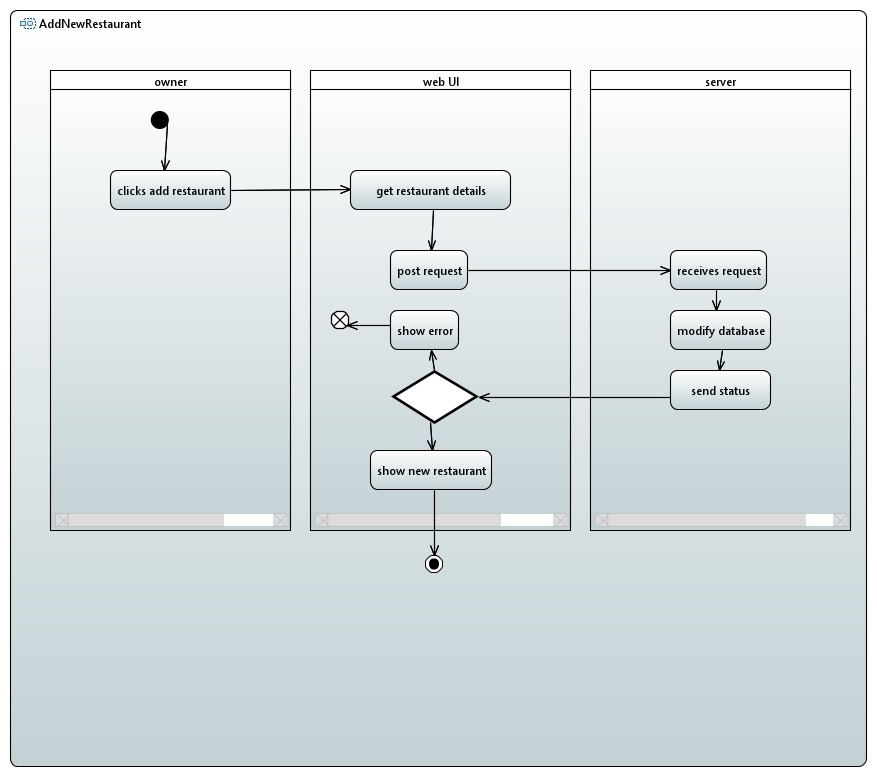 AddNewRestaurant
owner
web UI
server
clicks add restaurant
get restaurant details
post request
receives request
show error
modify database
send status
show new restaurant